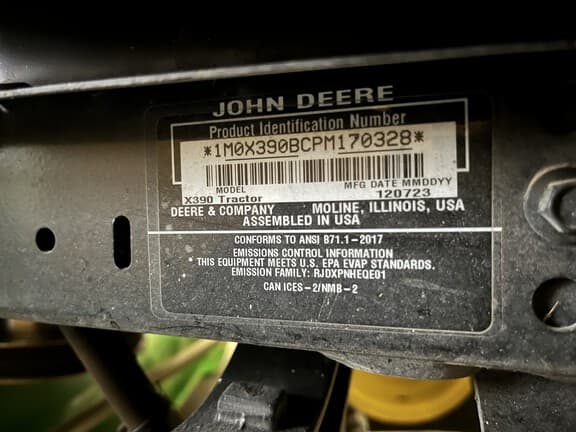 JOHN DEERE
Product Identification Number
*1M0X390BCPM170328*
MODEL MFG DATE MMDDYY
X390 Tractor 120723
DEERE & COMPANY MOLINE, ILLINOIS, USA
ASSEMBLED IN USA
CONFORMS TO ANSI B71.1-2017
EMISSIONS CONTROL INFORMATION
THIS EQUIPMENT MEETS U.S. EPA EVAP STANDARDS.
EMISSION FAMILY: RJDXPNHEQE01
CAN ICES-2/NMB-2